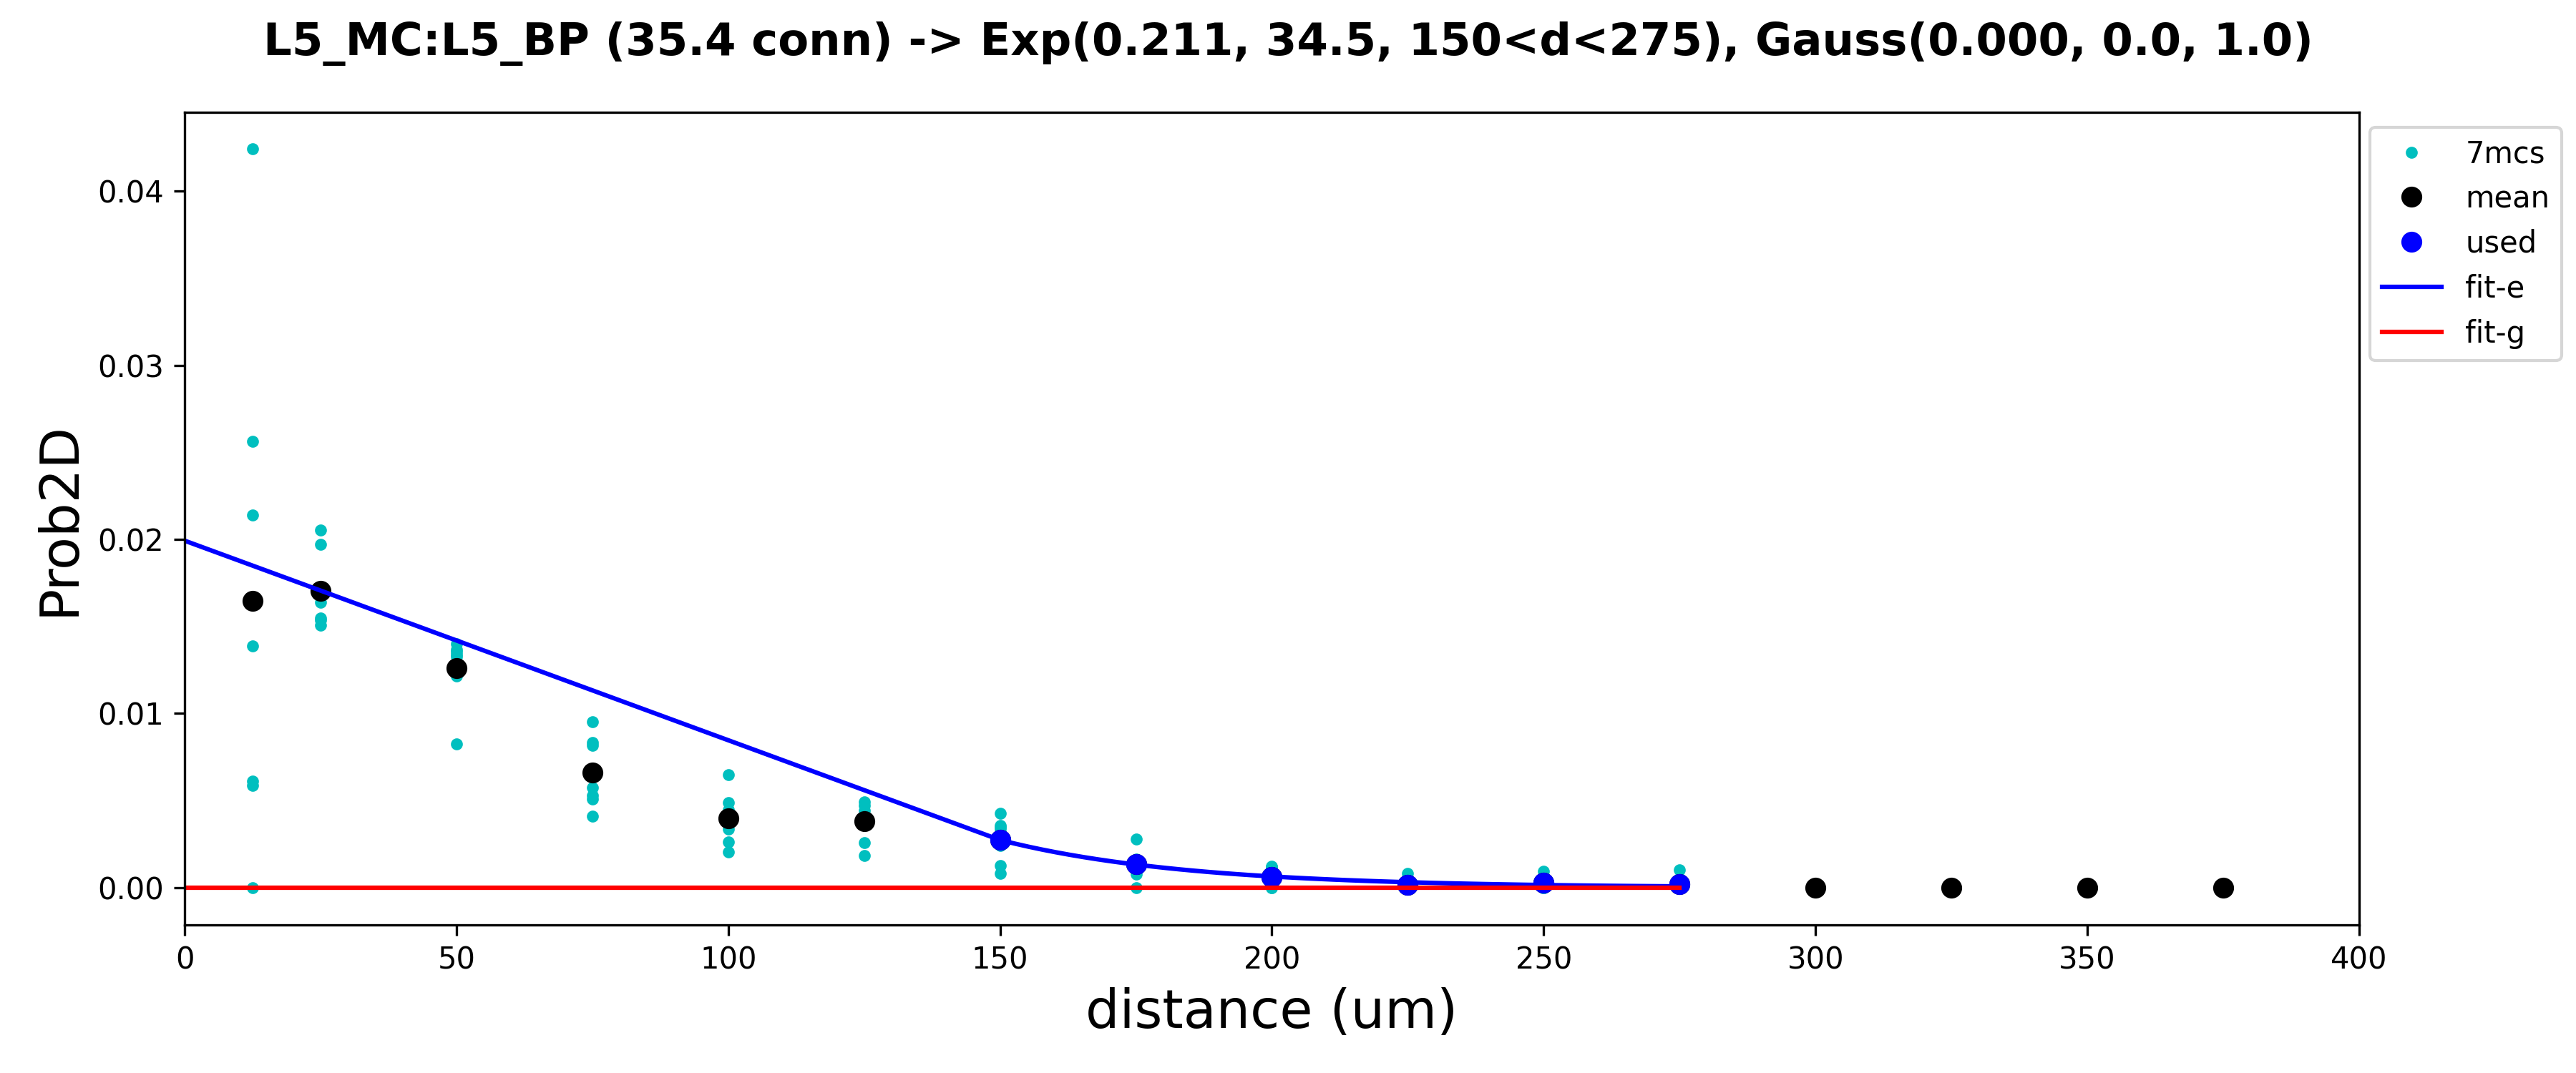 L5_MC:L5_BP (35.4 conn) -> Exp(0.211, 34.5, 150<d<275), Gauss(0.000, 0.0, 1.0)
7mcs
mean
used
fit-e
fit-g
Prob2D
0.04
0.03
0.02
0.01
0.00
0 50 100 150 200 250 300 350 400
distance (um)